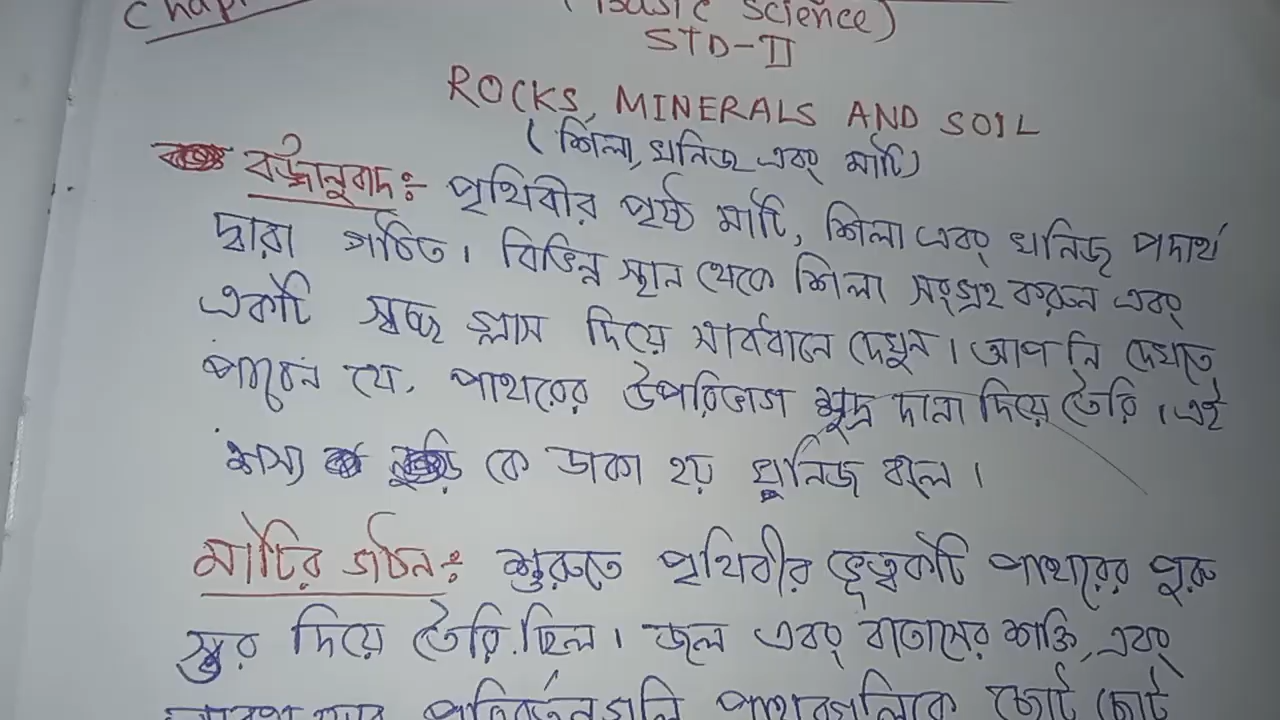 Chap
(Basic Science)
STD-II
ROCKS, MINERALS AND SOIL
(শিলা, খনিজ এবং মাটি)
বঙ্গানুবাদঃ পৃথিবীর পৃষ্ঠ মাটি, শিলা এবং খনিজ পদার্থ
দ্বারা গঠিত। বিভিন্ন স্থান থেকে শিলা সংগ্রহ করুন এবং
একটি স্বচ্ছ গ্লাস দিয়ে সাবধানে দেখুন। আপনি দেখতে
পাবেন যে, পাথরের উপরিভাগ ক্ষুদ্র দানা দিয়ে তৈরি। এই
শস্য কে ডাকা হয় খনিজ বলে।
মাটির গঠনঃ শুরুতে পৃথিবীর ভূত্বকটি পাথরের পুরু
স্তর দিয়ে তৈরি ছিল। জল এবং বাতাসের শক্তি, এবং
পরিবর্তনগুলি পাথরগুলিকে ছোট ছোট